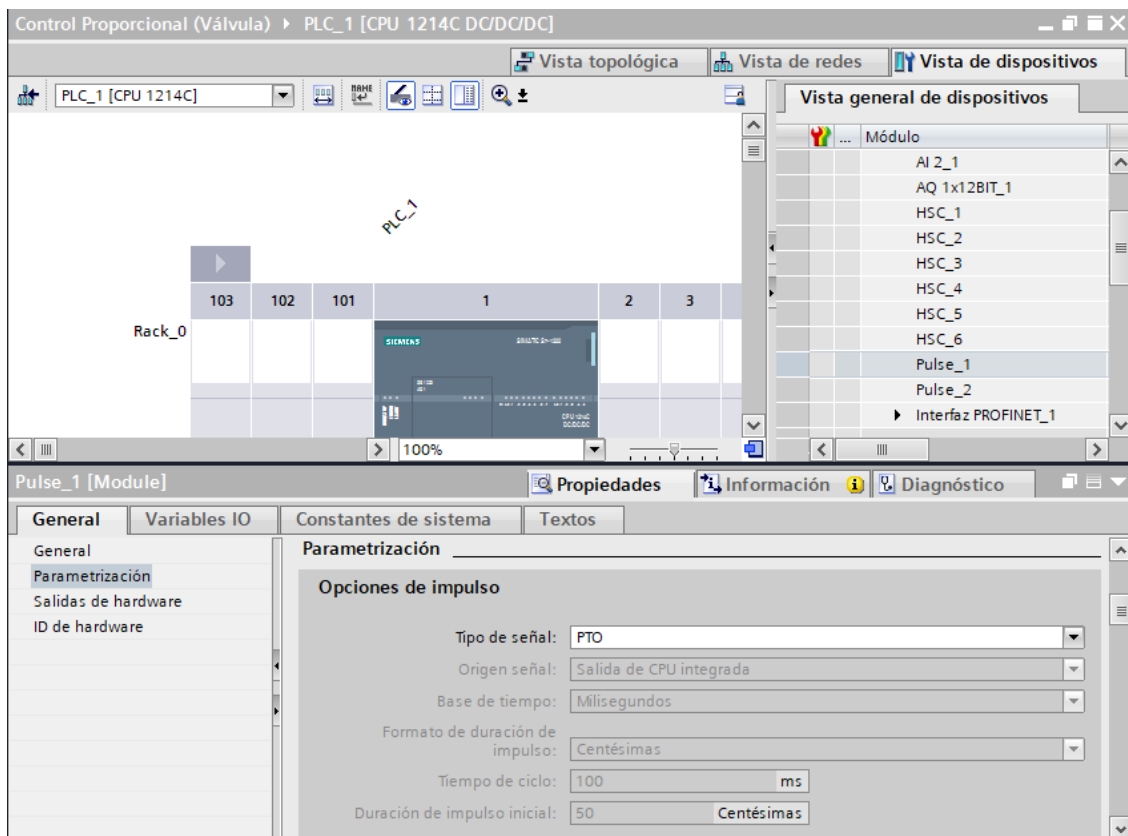 Control Proporcional (Válvula) ▸ PLC_1 [CPU 1214C DC/DC/DC]
Vista topológica
Vista de redes
Vista de dispositivos
PLC_1 [CPU 1214C]
Vista general de dispositivos
... Módulo
AI 2_1
AQ 1x12BIT_1
HSC_1
HSC_2
HSC_3
HSC_4
HSC_5
HSC_6
Pulse_1
Pulse_2
Interfaz PROFINET_1
PLC_1
103 102 101 1 2 3
Rack_0
SIEMENS
100%
Pulse_1 [Module]
Propiedades
Información
Diagnóstico
General
Variables IO
Constantes de sistema
Textos
General
Parametrización
Salidas de hardware
ID de hardware
Parametrización
Opciones de impulso
Tipo de señal: PTO
Origen señal: Salida de CPU integrada
Base de tiempo: Milisegundos
Formato de duración de
impulso: Centésimas
Tiempo de ciclo: 100 ms
Duración de impulso inicial: 50 Centésimas